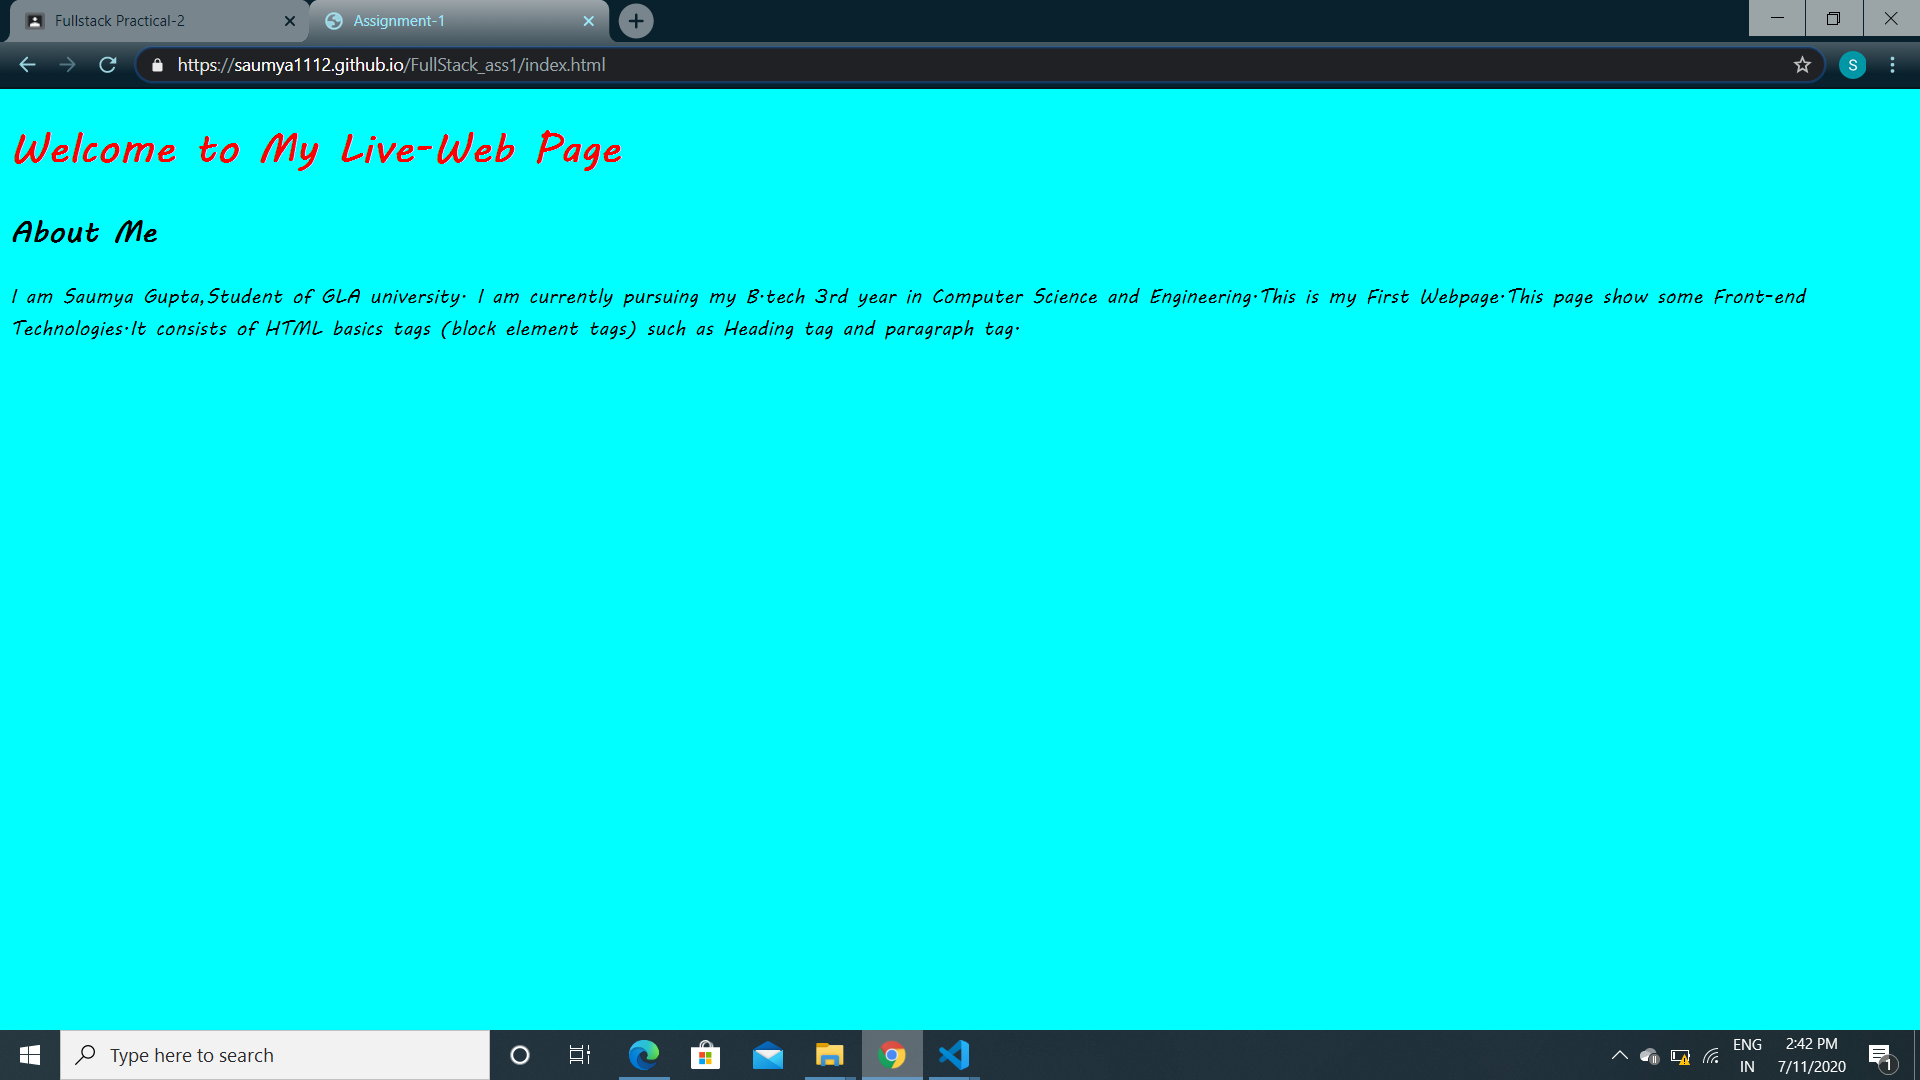 Fullstack Practical-2
Assignment-1
https://saumya1112.github.io/FullStack_ass1/index.html
S
Welcome to My Live-Web Page
About Me
I am Saumya Gupta,Student of GLA university. I am currently pursuing my B.tech 3rd year in Computer Science and Engineering.This is my First Webpage.This page show some Front-end
Technologies.It consists of HTML basics tags (block element tags) such as Heading tag and paragraph tag.
Type here to search
ENG
IN
2:42 PM
7/11/2020
1